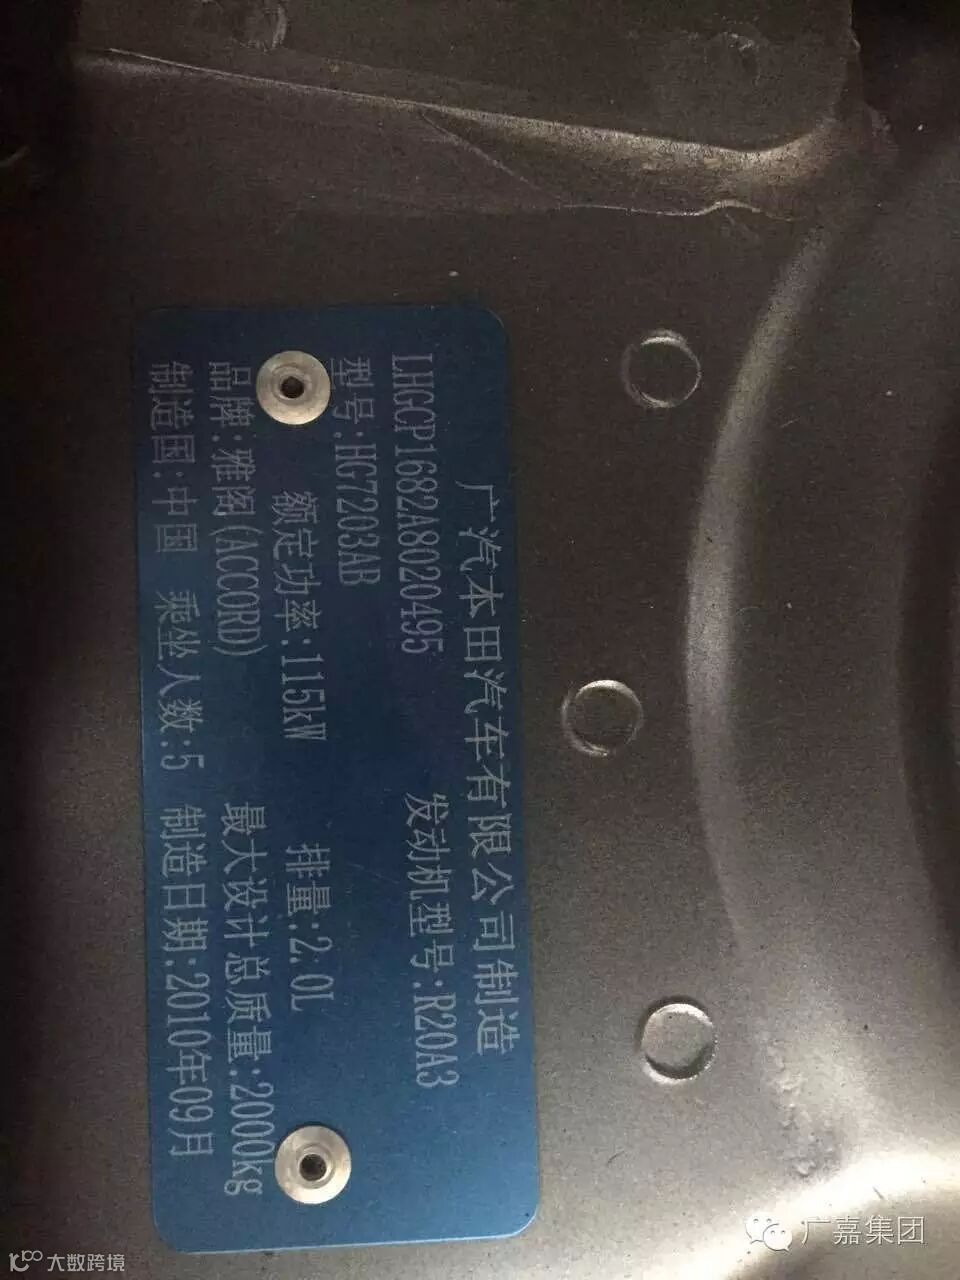 广汽本田汽车有限公司制造
LHGCP1682A8020495 发动机型号:R20A3
型号:HG7203AB
额定功率:115kW 排量:2.0L
品牌:雅阁(ACCORD) 最大设计总质量:2000kg
制造国:中国 乘坐人数:5 制造日期:2010年09月
广嘉集团
大数跨境